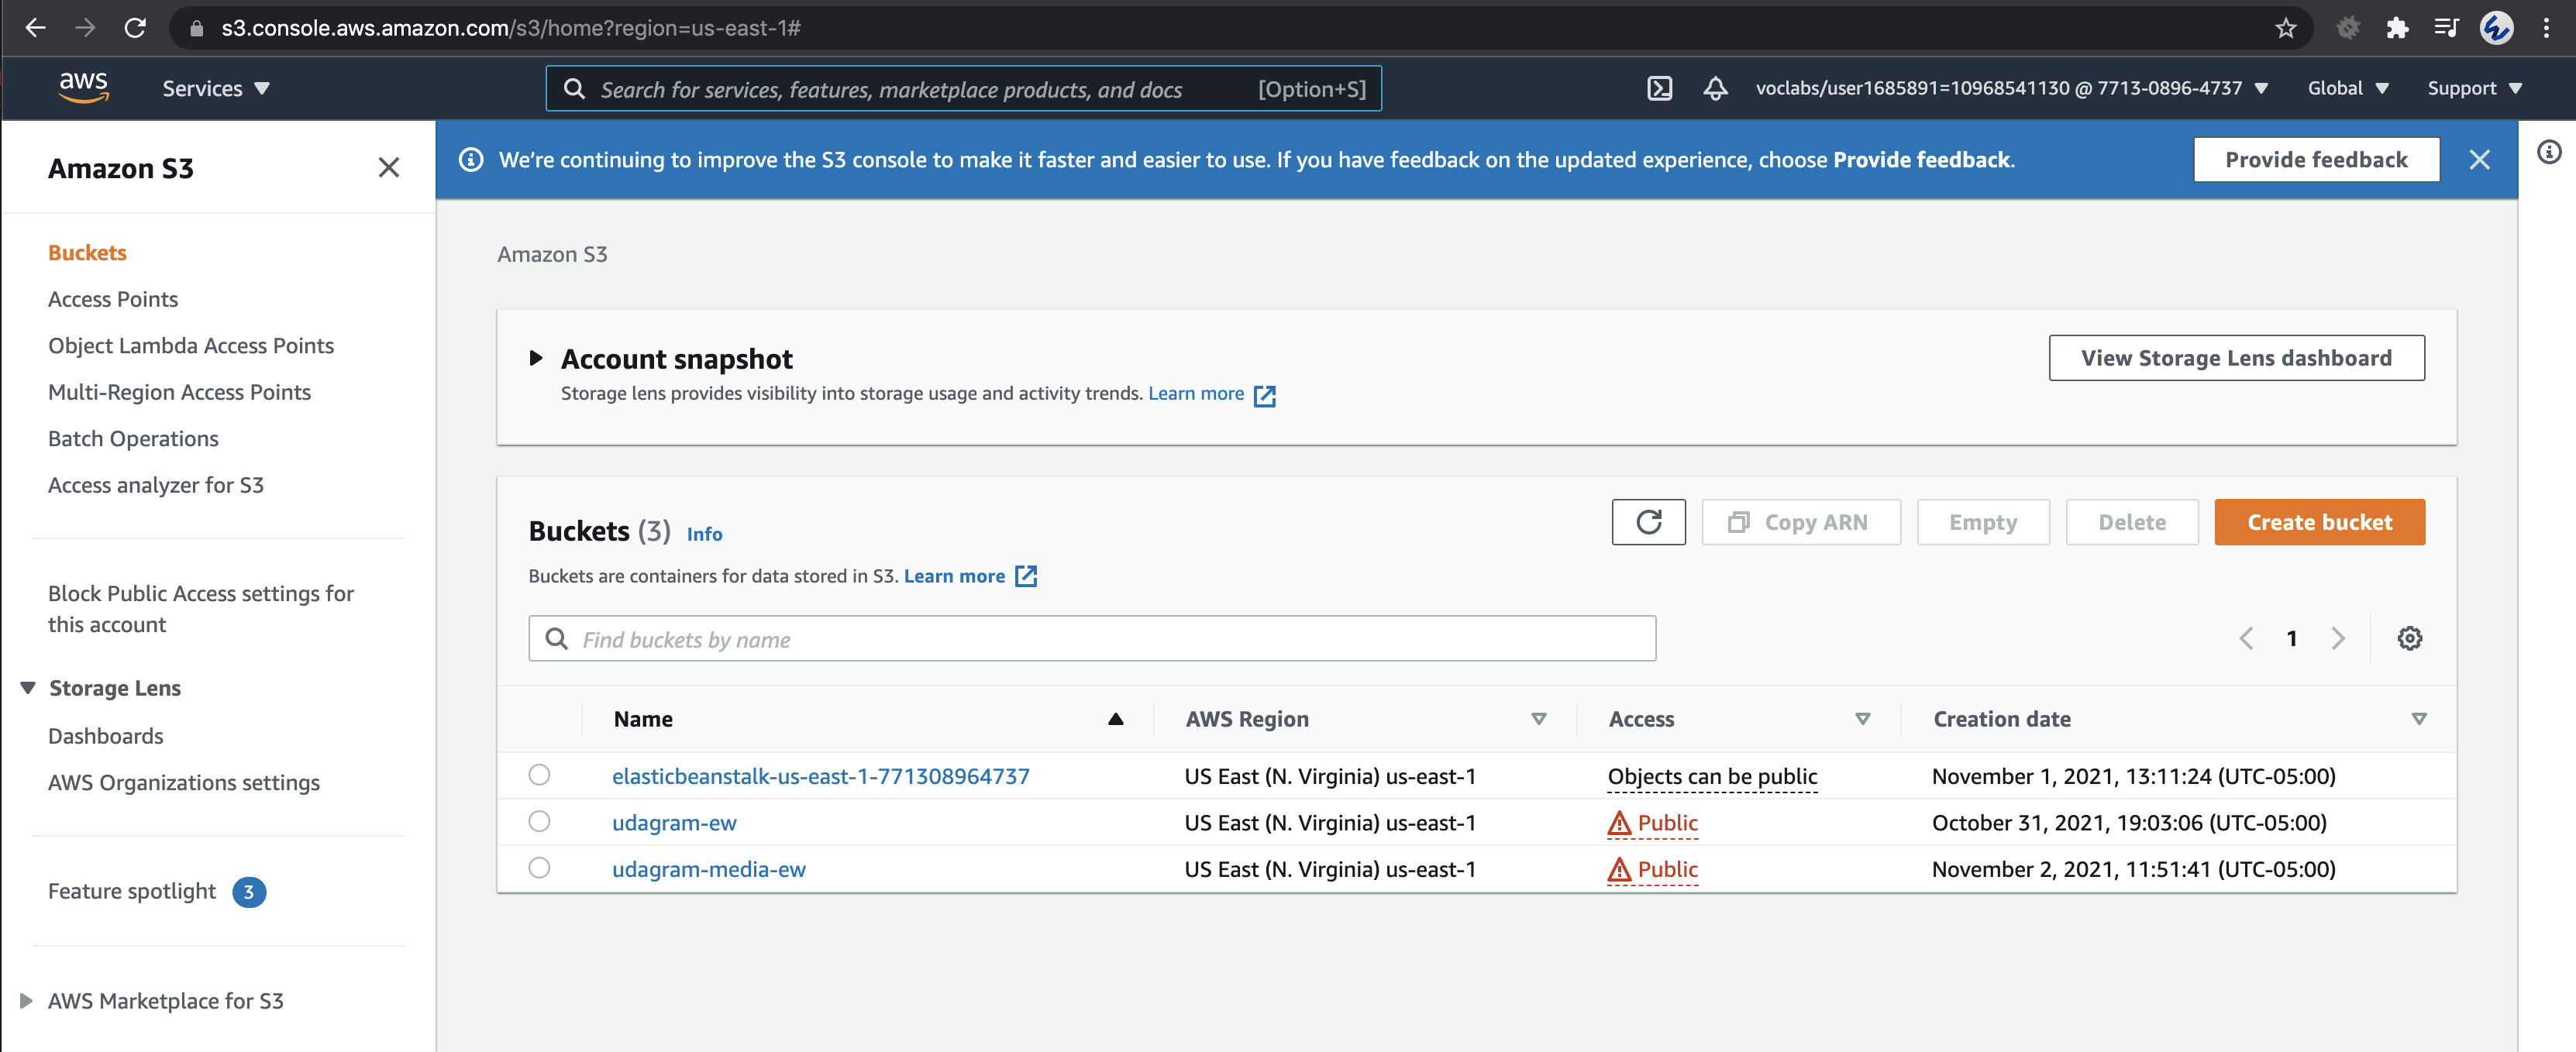 s3.console.aws.amazon.com/s3/home?region=us-east-1#
aws
Services
Search for services, features, marketplace products, and docs
[Option+S]
voclabs/user1685891=10968541130 @ 7713-0896-4737
Global
Support
Amazon S3
Buckets
Access Points
Object Lambda Access Points
Multi-Region Access Points
Batch Operations
Access analyzer for S3
Block Public Access settings for
this account
Storage Lens
Dashboards
AWS Organizations settings
Feature spotlight 3
AWS Marketplace for S3
We're continuing to improve the S3 console to make it faster and easier to use. If you have feedback on the updated experience, choose Provide feedback.
Provide feedback
Amazon S3
Account snapshot
Storage lens provides visibility into storage usage and activity trends. Learn more
View Storage Lens dashboard
Buckets (3) Info
Buckets are containers for data stored in S3. Learn more
Copy ARN
Empty
Delete
Create bucket
Find buckets by name
1
Name AWS Region Access Creation date
elasticbeanstalk-us-east-1-771308964737 US East (N. Virginia) us-east-1 Objects can be public November 1, 2021, 13:11:24 (UTC-05:00)
udagram-ew US East (N. Virginia) us-east-1 Public October 31, 2021, 19:03:06 (UTC-05:00)
udagram-media-ew US East (N. Virginia) us-east-1 Public November 2, 2021, 11:51:41 (UTC-05:00)